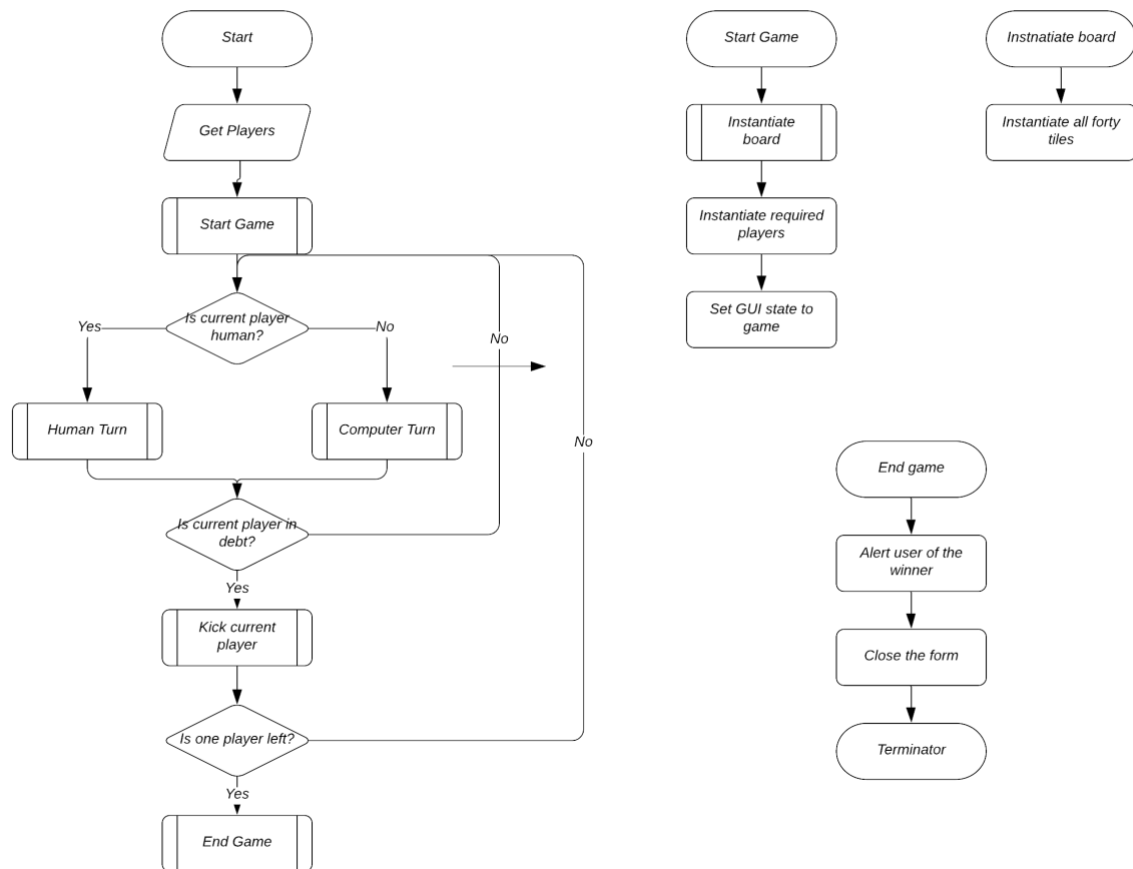 Start
Get Players
Start Game
Is current player
human?
Yes
No
Human Turn
Computer Turn
Is current player in
debt?
No
Yes
Kick current
player
Is one player left?
No
Yes
End Game
Start Game
Instantiate
board
Instantiate required
players
Set GUI state to
game
Instnatiate board
Instantiate all forty
tiles
End game
Alert user of the
winner
Close the form
Terminator